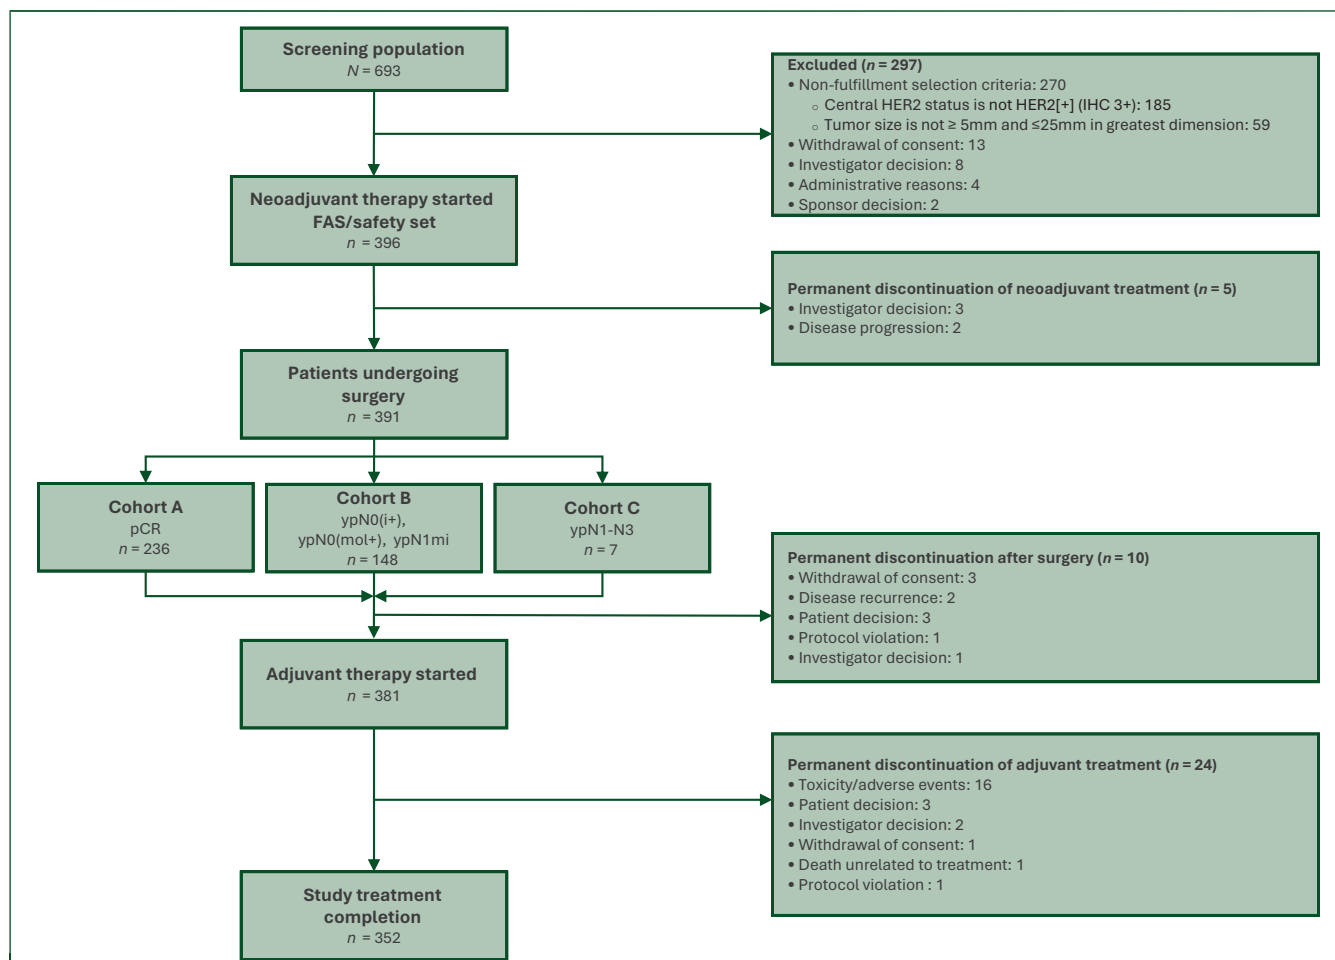 Screening population
N = 693
Excluded (n = 297)
• Non-fulfillment selection criteria: 270
○ Central HER2 status is not HER2[+] (IHC 3+): 185
○ Tumor size is not ≥ 5mm and ≤25mm in greatest dimension: 59
• Withdrawal of consent: 13
• Investigator decision: 8
• Administrative reasons: 4
• Sponsor decision: 2
Neoadjuvant therapy started
FAS/safety set
n = 396
Permanent discontinuation of neoadjuvant treatment (n = 5)
• Investigator decision: 3
• Disease progression: 2
Patients undergoing
surgery
n = 391
Cohort A
pCR
n = 236
Cohort B
ypN0(i+),
ypN0(mol+), ypN1mi
n = 148
Cohort C
ypN1-N3
n = 7
Permanent discontinuation after surgery (n = 10)
• Withdrawal of consent: 3
• Disease recurrence: 2
• Patient decision: 3
• Protocol violation: 1
• Investigator decision: 1
Adjuvant therapy started
n = 381
Permanent discontinuation of adjuvant treatment (n = 24)
• Toxicity/adverse events: 16
• Patient decision: 3
• Investigator decision: 2
• Withdrawal of consent: 1
• Death unrelated to treatment: 1
• Protocol violation : 1
Study treatment
completion
n = 352